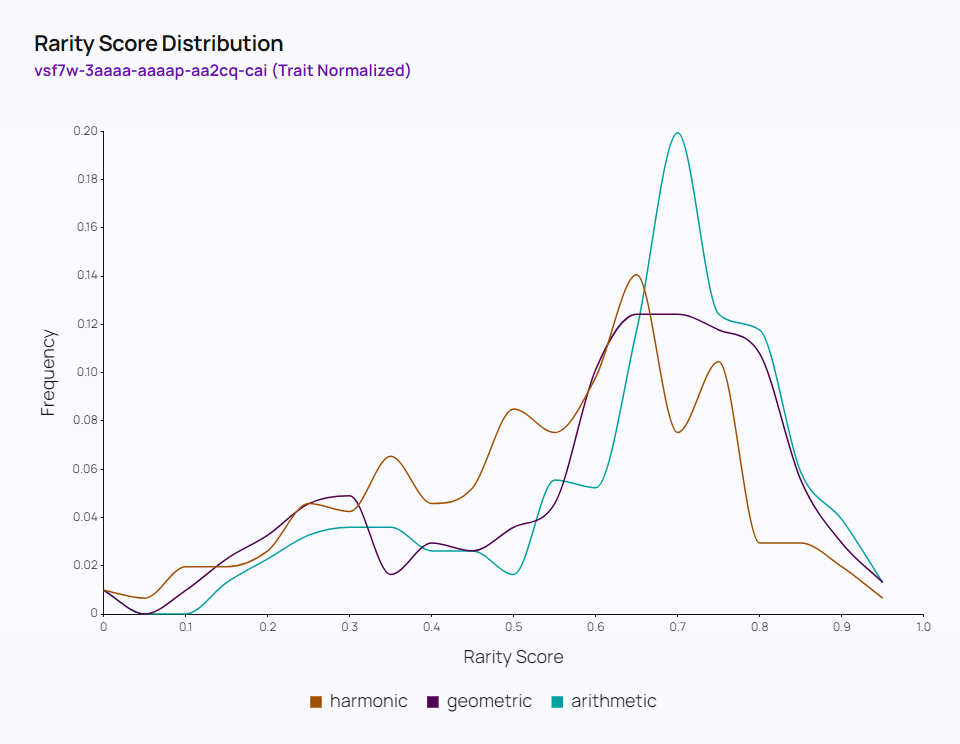 Rarity Score Distribution
vsf7w-3aaaa-aaaap-aa2cq-cai (Trait Normalized)
0.20
0.18
0.16
0.14
0.12
0.10
0.08
0.06
0.04
0.02
0
Frequency
0 0.1 0.2 0.3 0.4 0.5 0.6 0.7 0.8 0.9 1.0
Rarity Score
harmonic geometric arithmetic